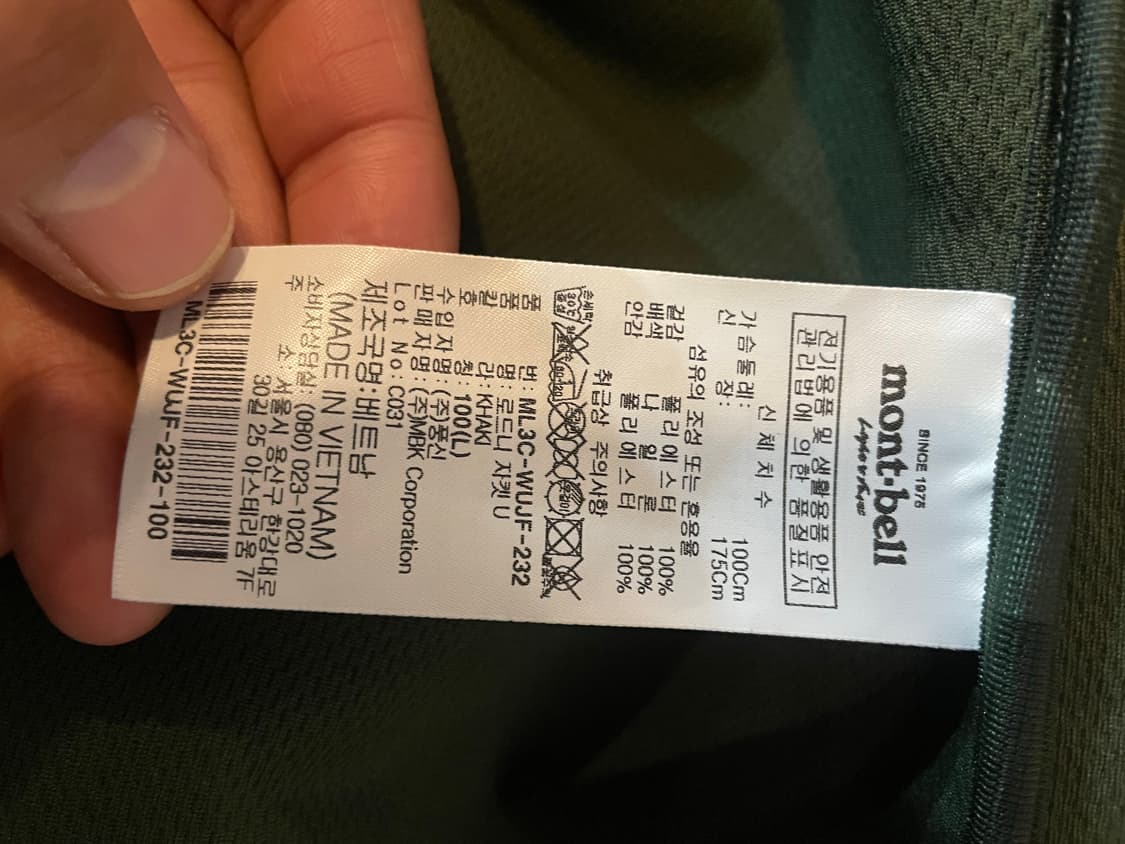 SINCE 1975
mont-bell
전기용품 및 생활용품 안전
관리법에 의한 품질표시
신체치수
가슴둘레: 100Cm
신 장: 175Cm
섬유의 조성 또는 혼용율
겉감 폴리에스터 100%
배색 나 일 론 100%
안감 폴리에스터 100%
취급상 주의사항
품 번: ML3C-WUJF-232
품 명: 로드니 자켓 U
칼 라: KHAKI
호 칭: 100(L)
수입자명: (주)풍신
판매자명: (주)MBK Corporation
Lot No:C031
제조국명:베트남
(MADE IN VIETNAM)
소비자상담실: (080) 023-1020
주 소: 서울시 용산구 한강대로
30길 25 아스테리움 7F
ML3C-WUJF-232-100